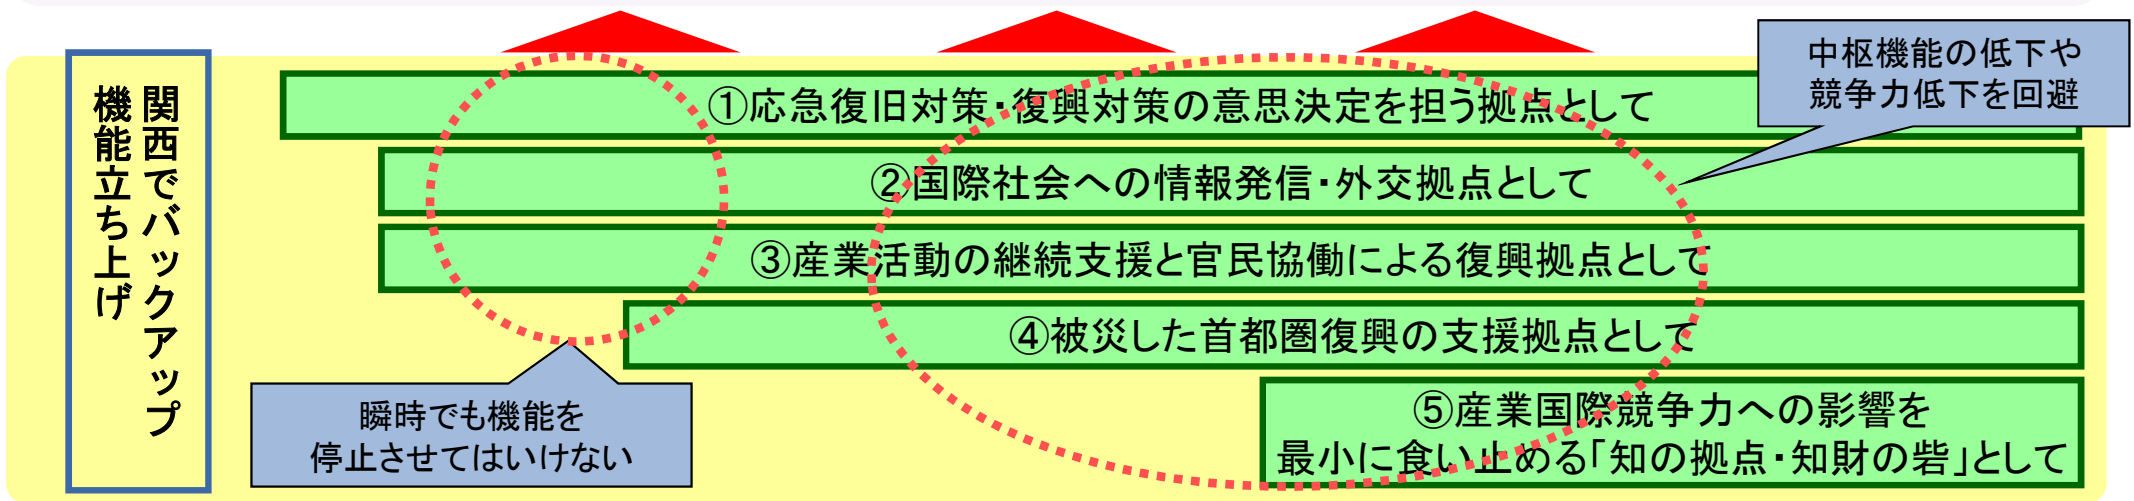 関西でバックアップ
機能立ち上げ
中枢機能の低下や
競争力低下を回避
①応急復旧対策・復興対策の意思決定を担う拠点として
②国際社会への情報発信・外交拠点として
③産業活動の継続支援と官民協働による復興拠点として
④被災した首都圏復興の支援拠点として
⑤産業国際競争力への影響を
最小に食い止める「知の拠点・知財の砦」として
瞬時でも機能を
停止させてはいけない